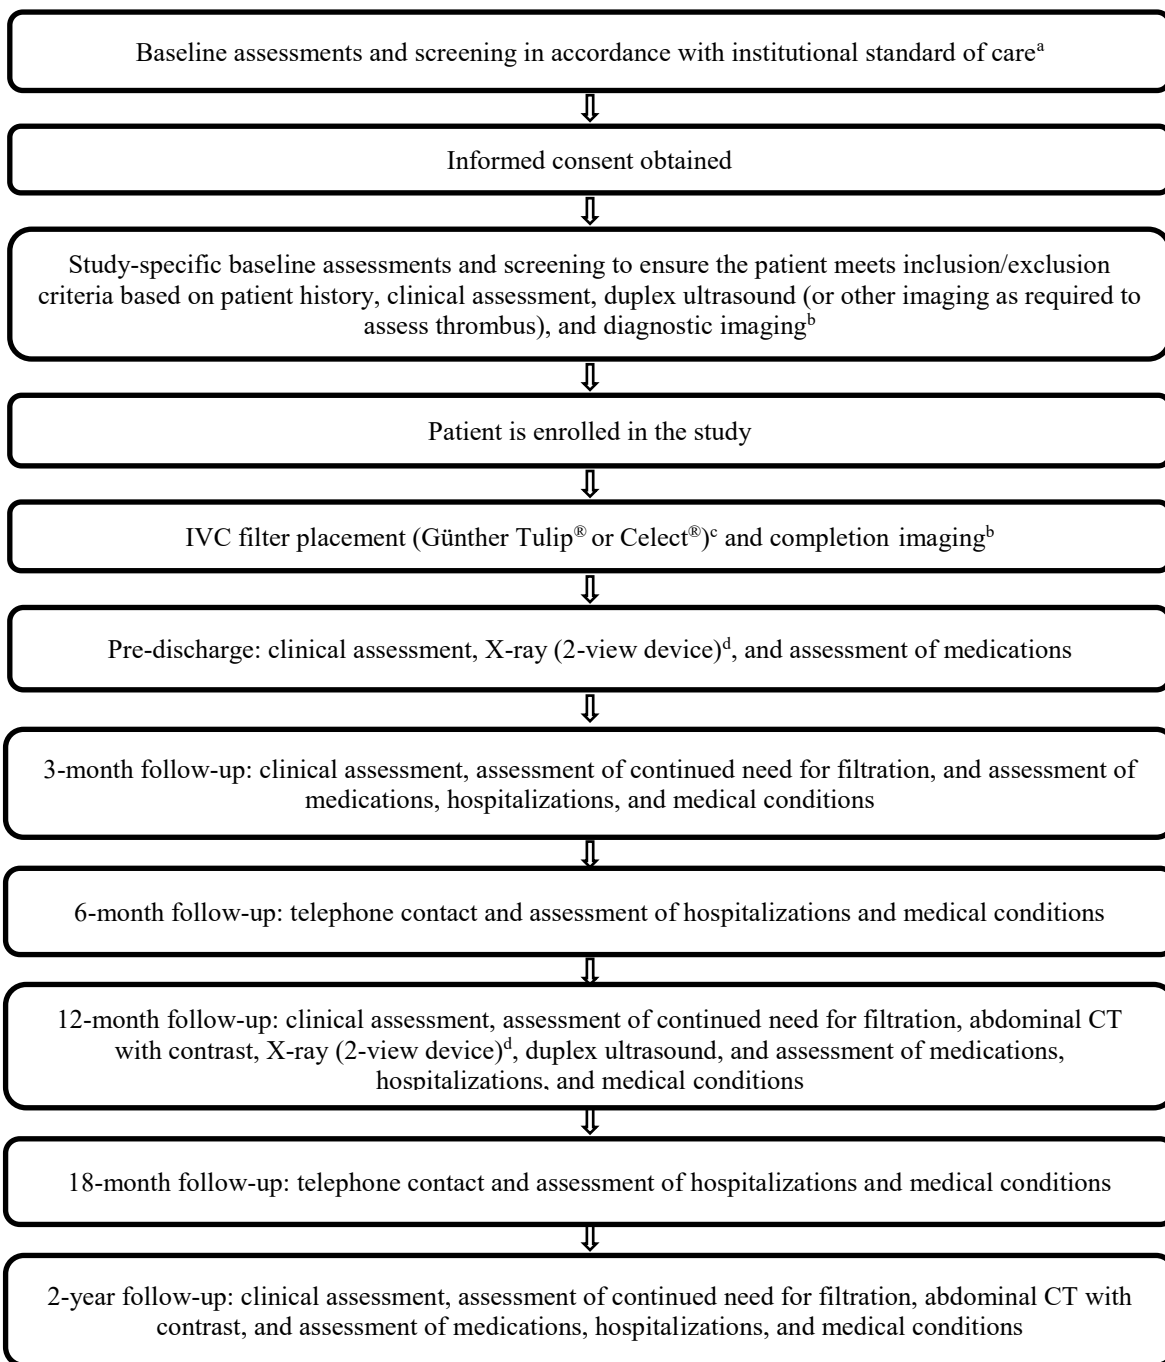 Baseline assessments and screening in accordance with institutional standard of careᵃ
Informed consent obtained
Study-specific baseline assessments and screening to ensure the patient meets inclusion/exclusion
criteria based on patient history, clinical assessment, duplex ultrasound (or other imaging as required to
assess thrombus), and diagnostic imagingᵇ
Patient is enrolled in the study
IVC filter placement (Günther Tulip® or Celect®)ᶜ and completion imagingᵇ
Pre-discharge: clinical assessment, X-ray (2-view device)ᵈ, and assessment of medications
3-month follow-up: clinical assessment, assessment of continued need for filtration, and assessment of
medications, hospitalizations, and medical conditions
6-month follow-up: telephone contact and assessment of hospitalizations and medical conditions
12-month follow-up: clinical assessment, assessment of continued need for filtration, abdominal CT
with contrast, X-ray (2-view device)ᵈ, duplex ultrasound, and assessment of medications,
hospitalizations, and medical conditions
18-month follow-up: telephone contact and assessment of hospitalizations and medical conditions
2-year follow-up: clinical assessment, assessment of continued need for filtration, abdominal CT with
contrast, and assessment of medications, hospitalizations, and medical conditions